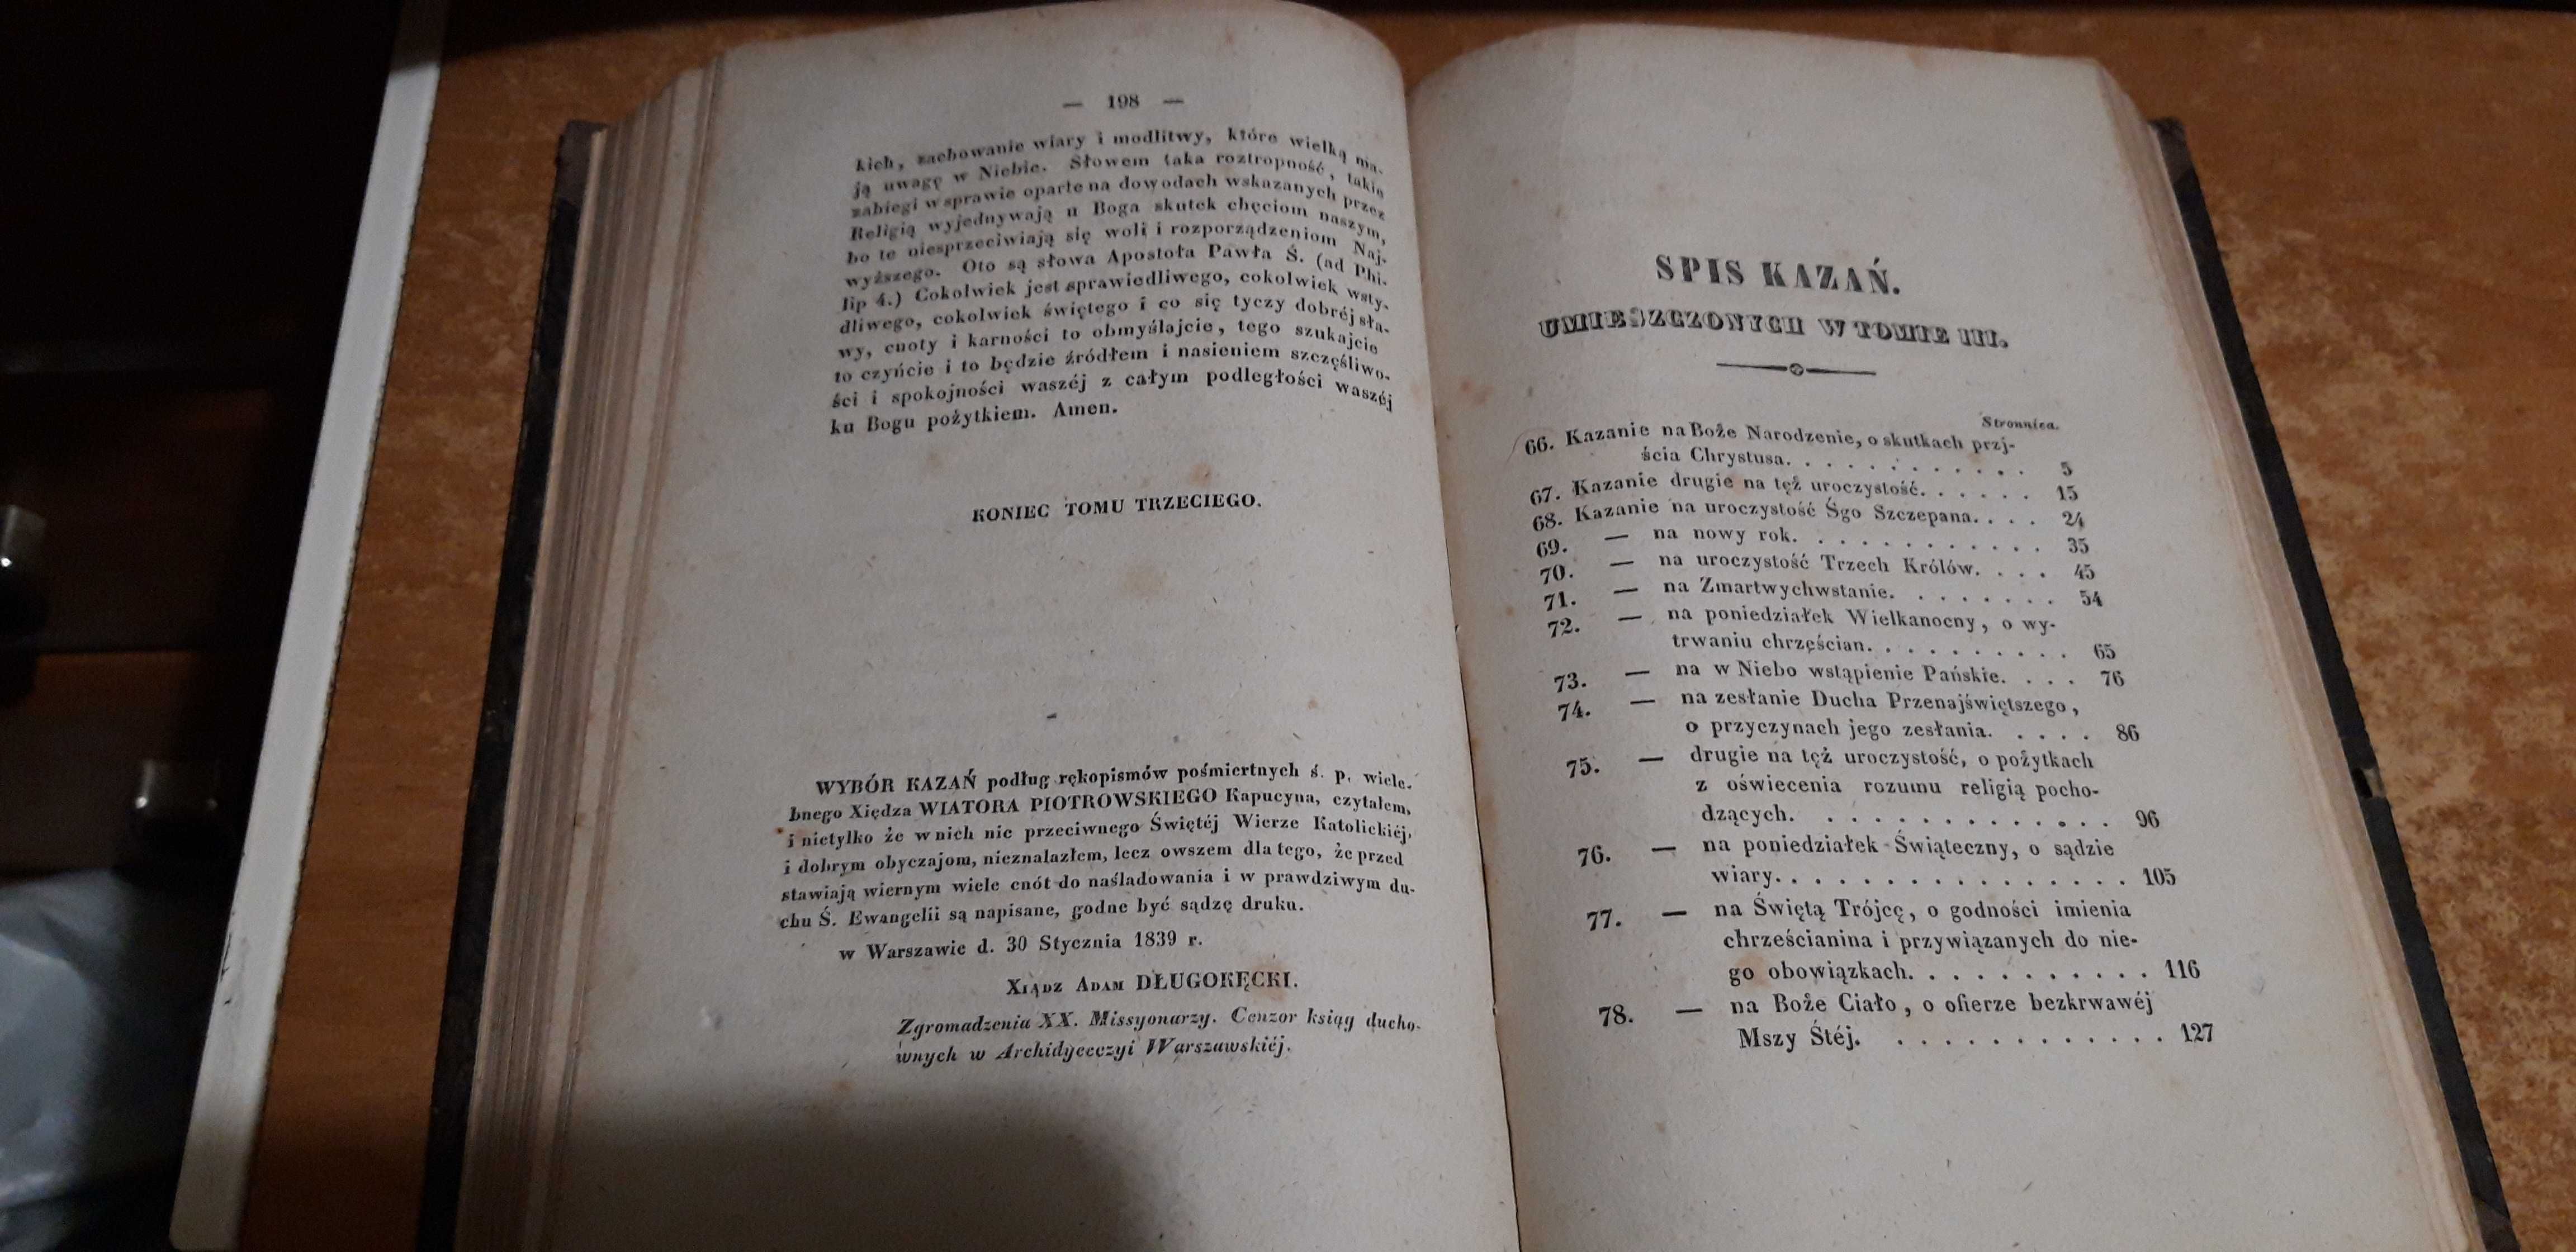 — 198 —
kich, zachowanie wiary i modlitwy, które wielką ma-
ją uwagę w Niebie. Słowem taka roztropność, takie
zabiegi w sprawie oparte na dowodach wskazanych przez
Religią wyjednywają u Boga skutek chęciom naszym,
bo te niesprzeciwiają się woli i rozporządzeniom Naj-
wyższego. Oto są słowa Apostoła Pawła Ś. (ad Phi-
lip 4.) Cokolwiek jest sprawiedliwego, cokolwiek wsty-
dliwego, cokolwiek świętego i co się tyczy dobréj sła-
wy, cnoty i karności to obmyślajcie, tego szukajcie
to czyńcie i to będzie źródłem i nasieniem szczęśliwo-
ści i spokojności waszéj z całym podległości waszéj
ku Bogu pożytkiem. Amen.
KONIEC TOMU TRZECIEGO.
WYBÓR KAZAŃ podług rękopismów pośmiertnych ś. p. wiele-
bnego Xiędza WIATORA PIOTROWSKIEGO Kapucyna, czytałem,
i nietylko że w nich nic przeciwnego Świętéj Wierze Katolickiéj,
i dobrym obyczajom, nieznalazłem, lecz owszem dla tego, że przed
stawiają wiernym wiele cnót do naśladowania i w prawdziwym du-
chu Ś. Ewangelii są napisane, godne być sądzę druku.
w Warszawie d. 30 Stycznia 1839 r.
Xiądz Adam DŁUGOKĘCKI.
Zgromadzenia XX. Missyonarzy. Cenzor ksiąg ducho-
wnych w Archidyecezyi Warszawskiéj.
SPIS KAZAŃ.
UMIESZCZONYCH W TOMIE III.
Stronnica.
66. Kazanie na Boże Narodzenie, o skutkach przj-
ścia Chrystusa. . . . . . . . . . . . 5
67. Kazanie drugie na tęż uroczystość. . . . . . 15
68. Kazanie na uroczystość Śgo Szczepana. . . . 24
69. — na nowy rok. . . . . . . . . . . . 35
70. — na uroczystość Trzech Królów. . . . 45
71. — na Zmartwychwstanie. . . . . . . . 54
72. — na poniedziałek Wielkanocny, o wy-
trwaniu chrzęścian. . . . . . . . . . 65
73. — na w Niebo wstąpienie Pańskie. . . . 76
74. — na zesłanie Ducha Przenajświętszego,
o przyczynach jego zesłania. . . . . 86
75. — drugie na tęż uroczystość, o pożytkach
z oświecenia rozumu religią pocho-
dzących. . . . . . . . . . . . . . 96
76. — na poniedziałek Świąteczny, o sądzie
wiary. . . . . . . . . . . . . . . . 105
77. — na Świętą Trójcę, o godności imienia
chrześcianina i przywiązanych do nie-
go obowiązkach. . . . . . . . . . . 116
78. — na Boże Ciało, o ofierze bezkrwawéj
Mszy Śtéj. . . . . . . . . . . . . 127